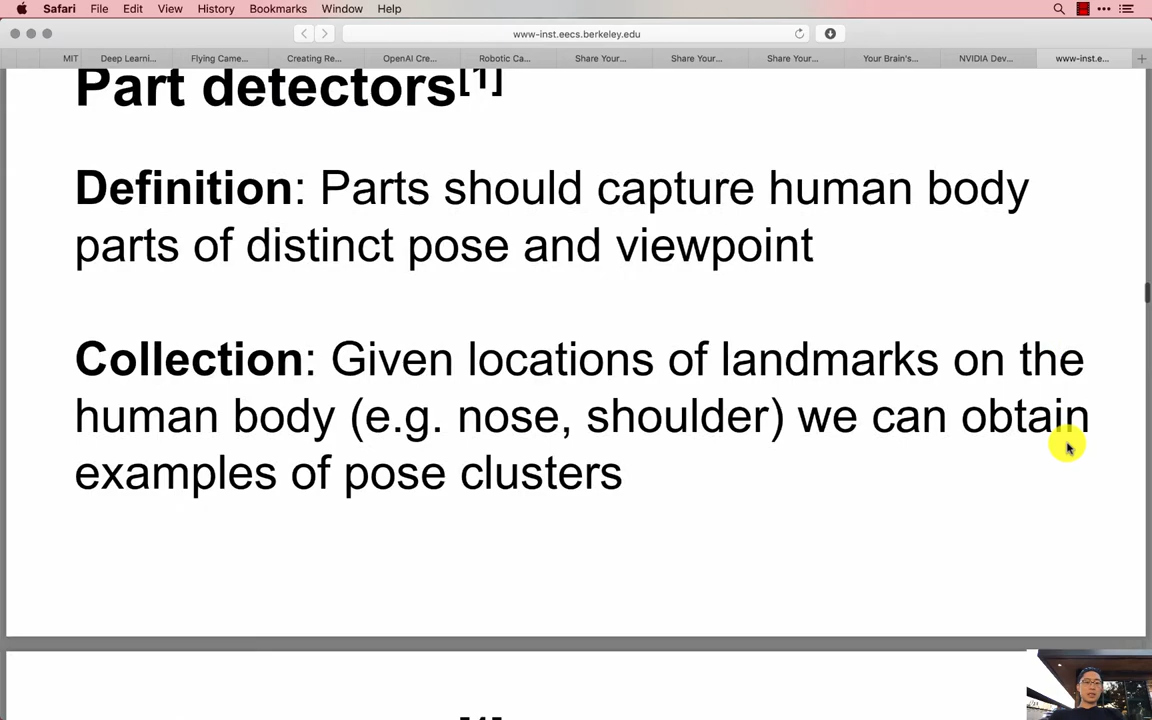 Safari File Edit View History Bookmarks Window Help
www-inst.eecs.berkeley.edu
MIT Deep Learni... Flying Came... Creating Re... OpenAI Cre... Robotic Ca... Share Your... Share Your... Share Your... Your Brain's... NVIDIA Dev... www-inst.e...
Part detectors[1]
Definition: Parts should capture human body
parts of distinct pose and viewpoint
Collection: Given locations of landmarks on the
human body (e.g. nose, shoulder) we can obtain
examples of pose clusters